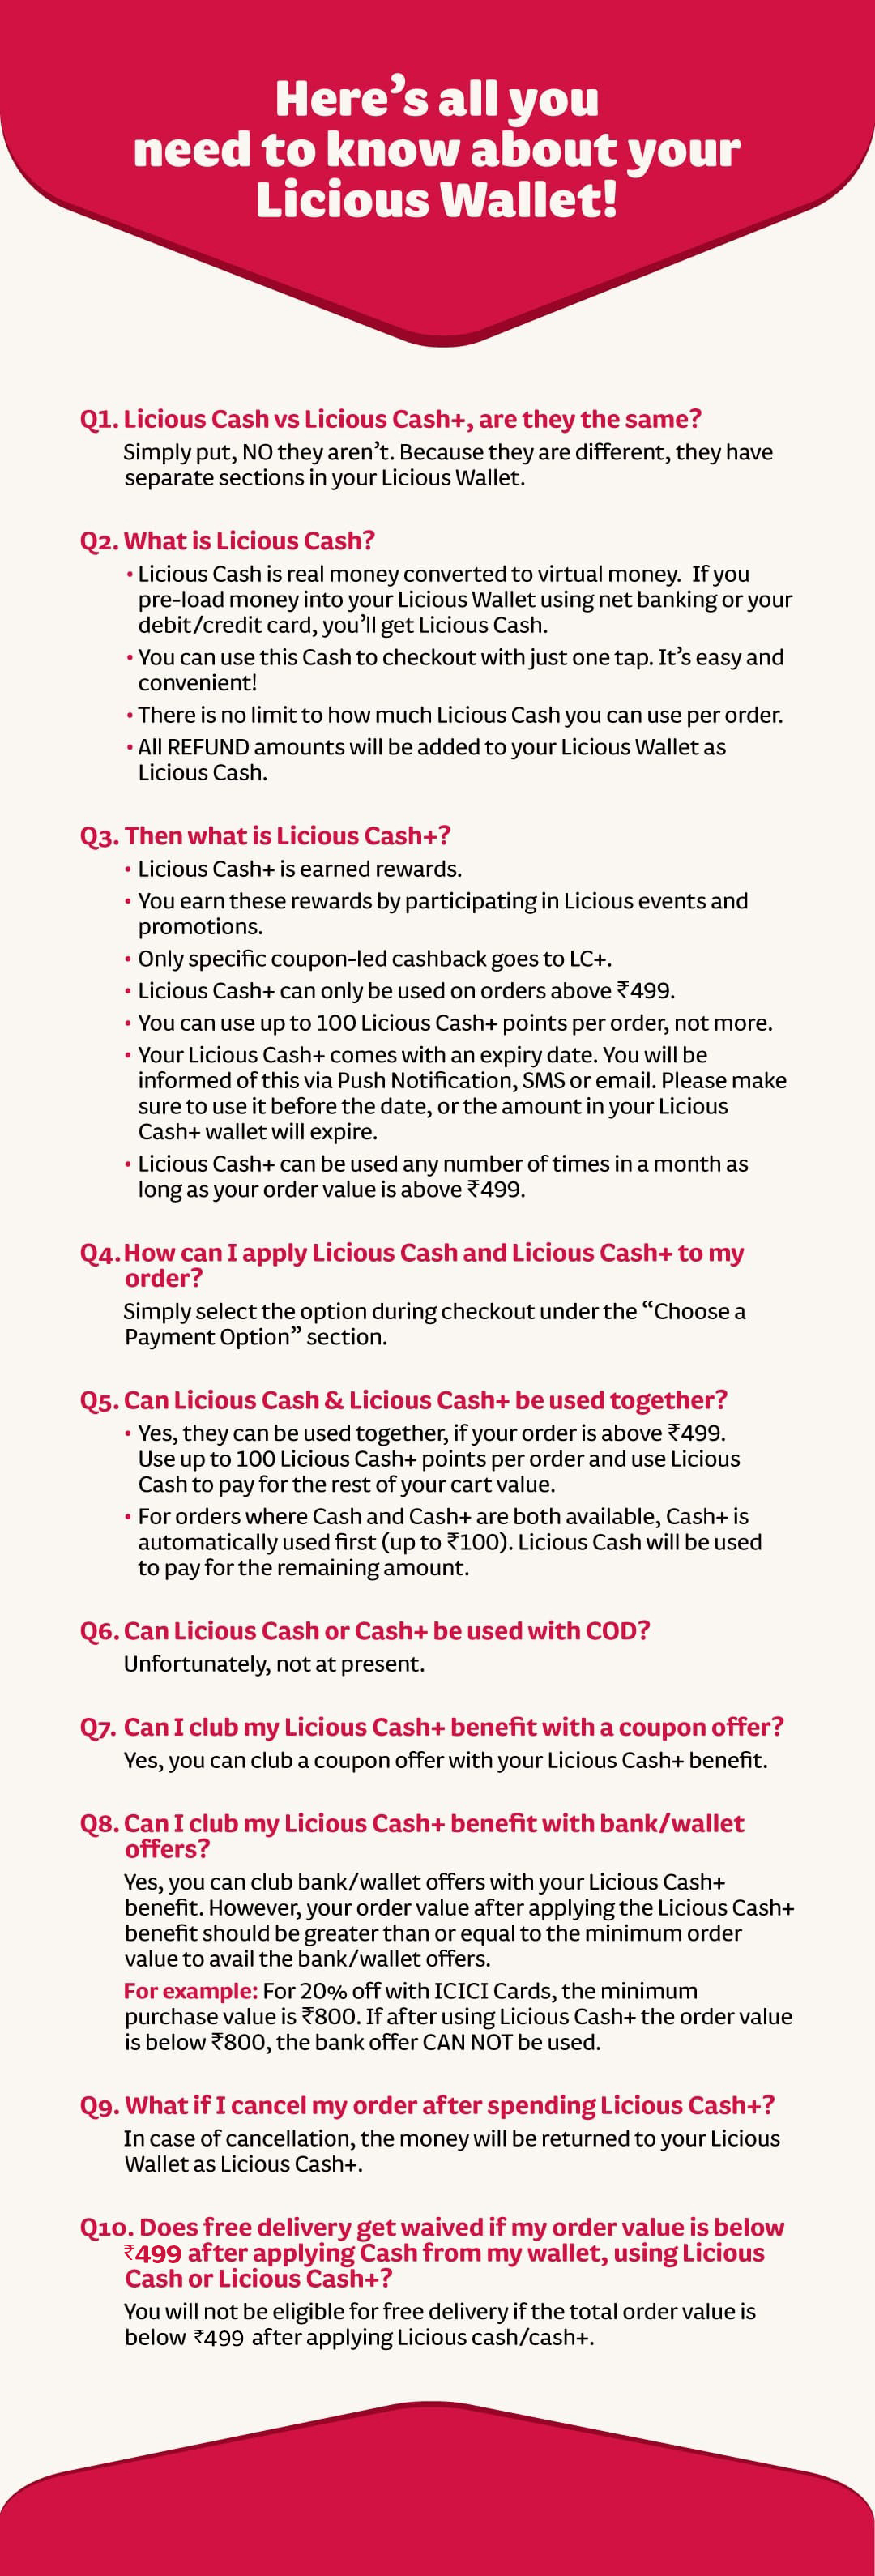 Here's all you
need to know about your
Licious Wallet!
Q1. Licious Cash vs Licious Cash+, are they the same?
Simply put, NO they aren't. Because they are different, they have
separate sections in your Licious Wallet.
Q2. What is Licious Cash?
• Licious Cash is real money converted to virtual money. If you
pre-load money into your Licious Wallet using net banking or your
debit/credit card, you'll get Licious Cash.
• You can use this Cash to checkout with just one tap. It's easy and
convenient!
• There is no limit to how much Licious Cash you can use per order.
• All REFUND amounts will be added to your Licious Wallet as
Licious Cash.
Q3. Then what is Licious Cash+?
• Licious Cash+ is earned rewards.
• You earn these rewards by participating in Licious events and
promotions.
• Only specific coupon-led cashback goes to LC+.
• Licious Cash+ can only be used on orders above ₹499.
• You can use up to 100 Licious Cash+ points per order, not more.
• Your Licious Cash+ comes with an expiry date. You will be
informed of this via Push Notification, SMS or email. Please make
sure to use it before the date, or the amount in your Licious
Cash+ wallet will expire.
• Licious Cash+ can be used any number of times in a month as
long as your order value is above ₹499.
Q4. How can I apply Licious Cash and Licious Cash+ to my
order?
Simply select the option during checkout under the “Choose a
Payment Option” section.
Q5. Can Licious Cash & Licious Cash+ be used together?
• Yes, they can be used together, if your order is above ₹499.
Use up to 100 Licious Cash+ points per order and use Licious
Cash to pay for the rest of your cart value.
• For orders where Cash and Cash+ are both available, Cash+ is
automatically used first (up to ₹100). Licious Cash will be used
to pay for the remaining amount.
Q6. Can Licious Cash or Cash+ be used with COD?
Unfortunately, not at present.
Q7. Can I club my Licious Cash+ benefit with a coupon offer?
Yes, you can club a coupon offer with your Licious Cash+ benefit.
Q8. Can I club my Licious Cash+ benefit with bank/wallet
offers?
Yes, you can club bank/wallet offers with your Licious Cash+
benefit. However, your order value after applying the Licious Cash+
benefit should be greater than or equal to the minimum order
value to avail the bank/wallet offers.
For example: For 20% off with ICICI Cards, the minimum
purchase value is ₹800. If after using Licious Cash+ the order value
is below ₹800, the bank offer CAN NOT be used.
Q9. What if I cancel my order after spending Licious Cash+?
In case of cancellation, the money will be returned to your Licious
Wallet as Licious Cash+.
Q10. Does free delivery get waived if my order value is below
₹499 after applying Cash from my wallet, using Licious
Cash or Licious Cash+?
You will not be eligible for free delivery if the total order value is
below ₹499 after applying Licious cash/cash+.